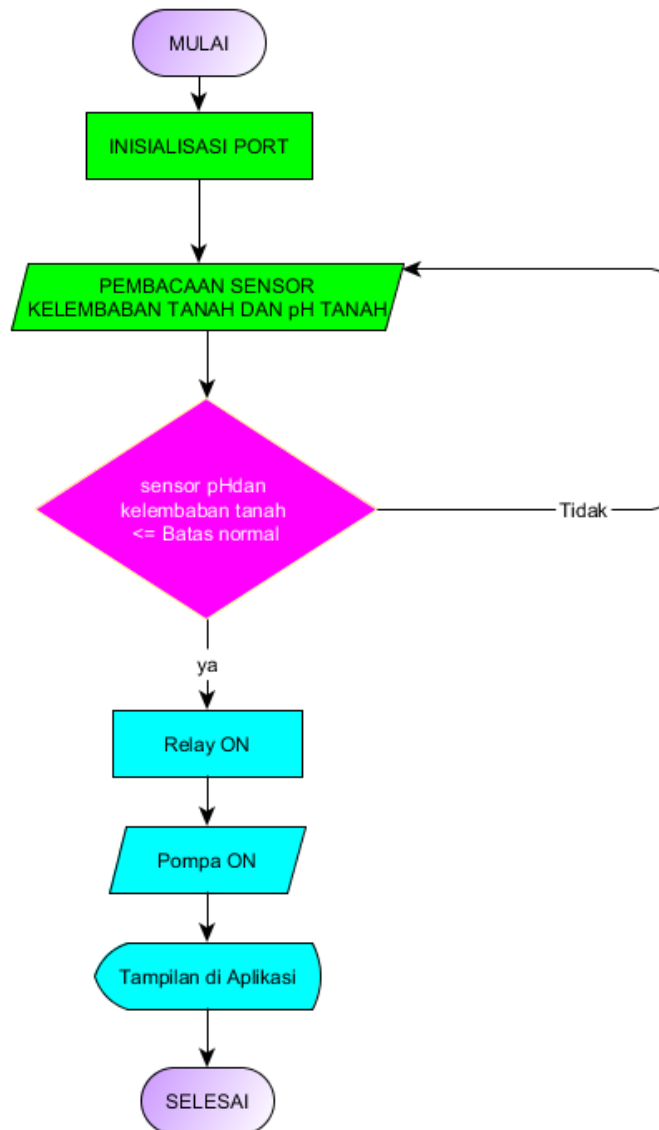 MULAI
INISIALISASI PORT
PEMBACAAN SENSOR
KELEMBABAN TANAH DAN pH TANAH
sensor pHdan
kelembaban tanah
<= Batas normal
Tidak
ya
Relay ON
Pompa ON
Tampilan di Aplikasi
SELESAI